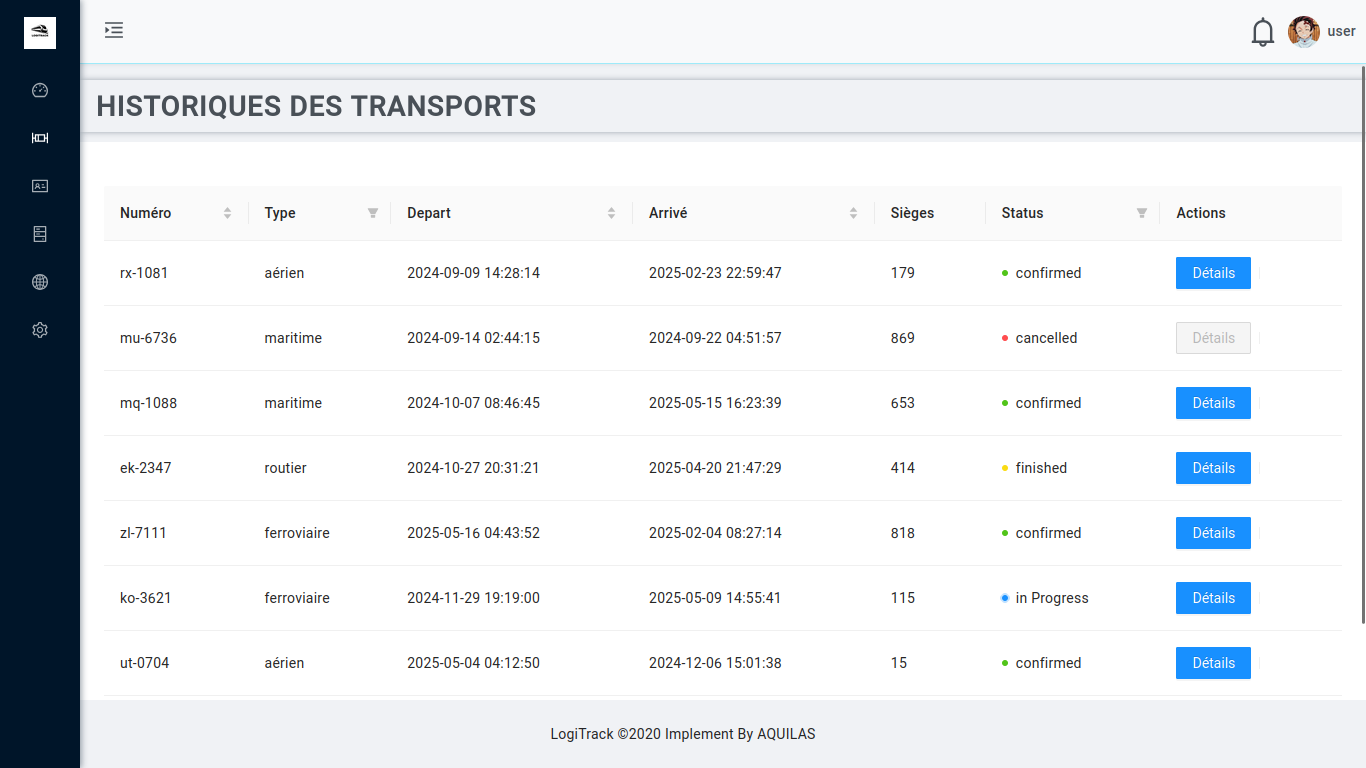 user
HISTORIQUES DES TRANSPORTS
Numéro Type Depart Arrivé Sièges Status Actions
rx-1081 aérien 2024-09-09 14:28:14 2025-02-23 22:59:47 179 confirmed Détails
mu-6736 maritime 2024-09-14 02:44:15 2024-09-22 04:51:57 869 cancelled Détails
mq-1088 maritime 2024-10-07 08:46:45 2025-05-15 16:23:39 653 confirmed Détails
ek-2347 routier 2024-10-27 20:31:21 2025-04-20 21:47:29 414 finished Détails
zl-7111 ferroviaire 2025-05-16 04:43:52 2025-02-04 08:27:14 818 confirmed Détails
ko-3621 ferroviaire 2024-11-29 19:19:00 2025-05-09 14:55:41 115 in Progress Détails
ut-0704 aérien 2025-05-04 04:12:50 2024-12-06 15:01:38 15 confirmed Détails
LogiTrack ©2020 Implement By AQUILAS